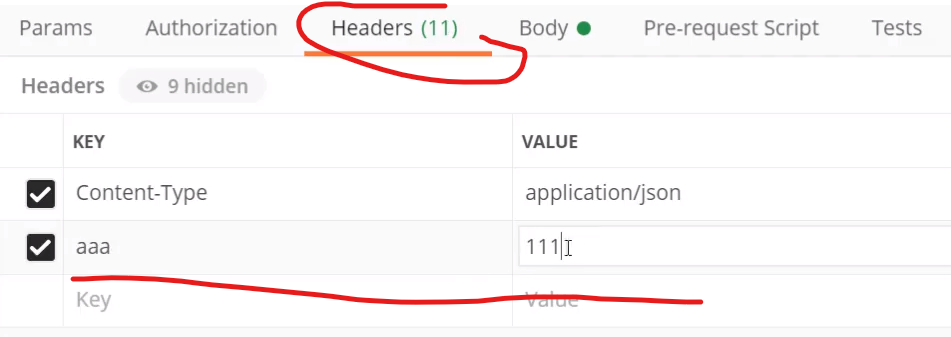 Params Authorization Headers (11) Body Pre-request Script Tests
Headers 9 hidden
KEY VALUE
Content-Type application/json
aaa 111
Key Value